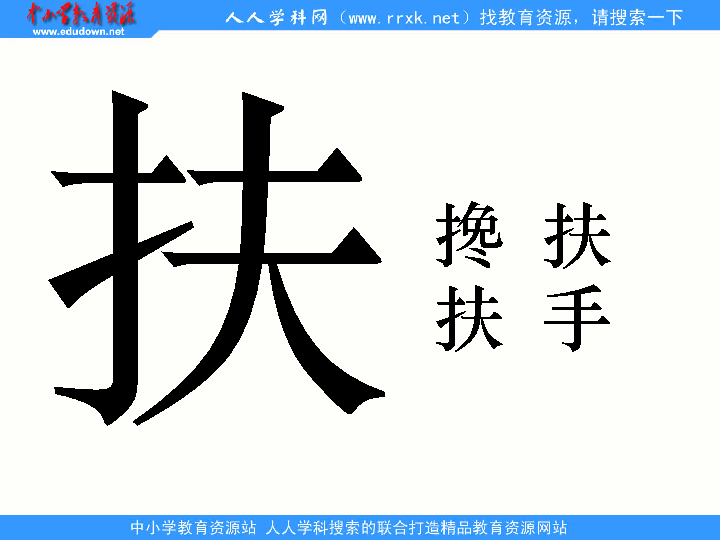 中小学教育资源
www.edudown.net
人人学科网（www.rrxk.net）找教育资源，请搜索一下
扶
搀 扶
扶 手
中小学教育资源站 人人学科搜索的联合打造精品教育资源网站